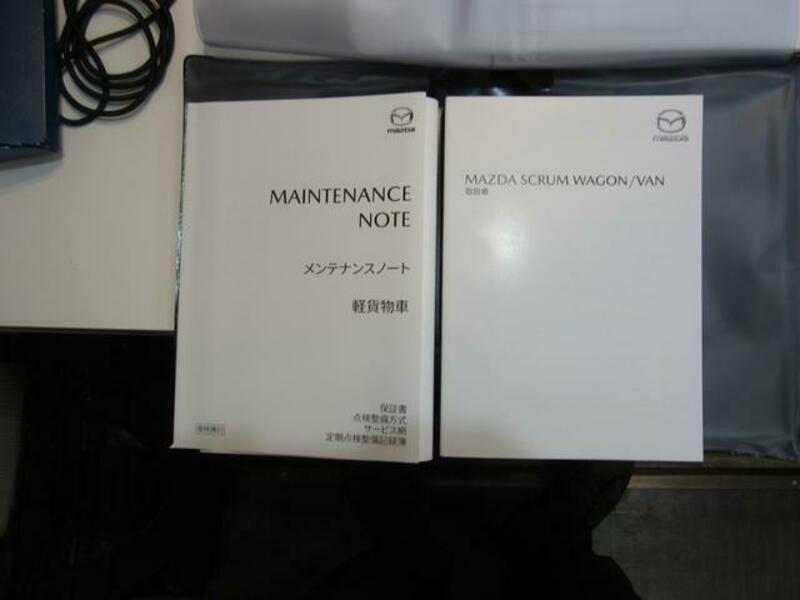 mazda
MAINTENANCE
NOTE
メンテナンスノート
軽貨物車
保証書
点検整備方式
サービス網
定期点検整備記録簿
mazda
MAZDA SCRUM WAGON/VAN
取扱書